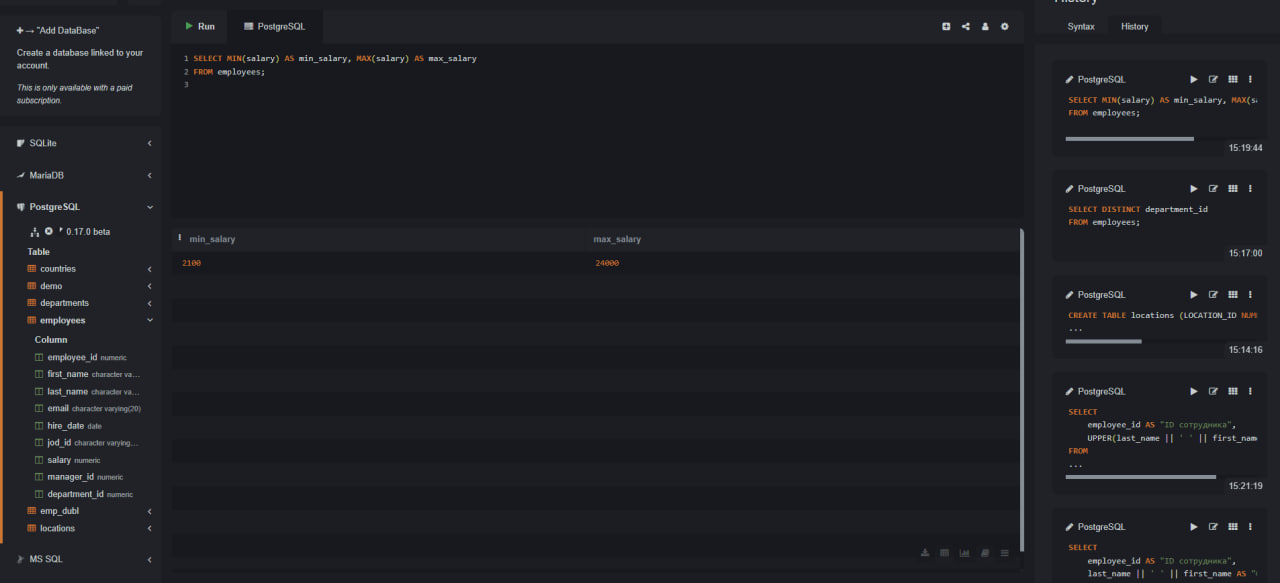 + → "Add DataBase"
Create a database linked to your
account.
This is only available with a paid
subscription.
SQLite
MariaDB
PostgreSQL
0.17.0 beta
Table
countries
demo
departments
employees
Column
employee_id numeric
first_name character va...
last_name character va...
email character varying(20)
hire_date date
jod_id character varying...
salary numeric
manager_id numeric
department_id numeric
emp_dubl
locations
MS SQL
Run
PostgreSQL
1 SELECT MIN(salary) AS min_salary, MAX(salary) AS max_salary
2 FROM employees;
3
! min_salary max_salary
2100 24000
History
Syntax History
PostgreSQL
SELECT MIN(salary) AS min_salary, MAX(sa
FROM employees;
15:19:44
PostgreSQL
SELECT DISTINCT department_id
FROM employees;
15:17:00
PostgreSQL
CREATE TABLE locations (LOCATION_ID NUM
...
15:14:16
PostgreSQL
SELECT
employee_id AS "ID сотрудника",
UPPER(last_name || ' ' || first_nam
FROM
...
15:21:19
PostgreSQL
SELECT
employee_id AS "ID сотрудника",
last_name || ' ' || first_name AS "